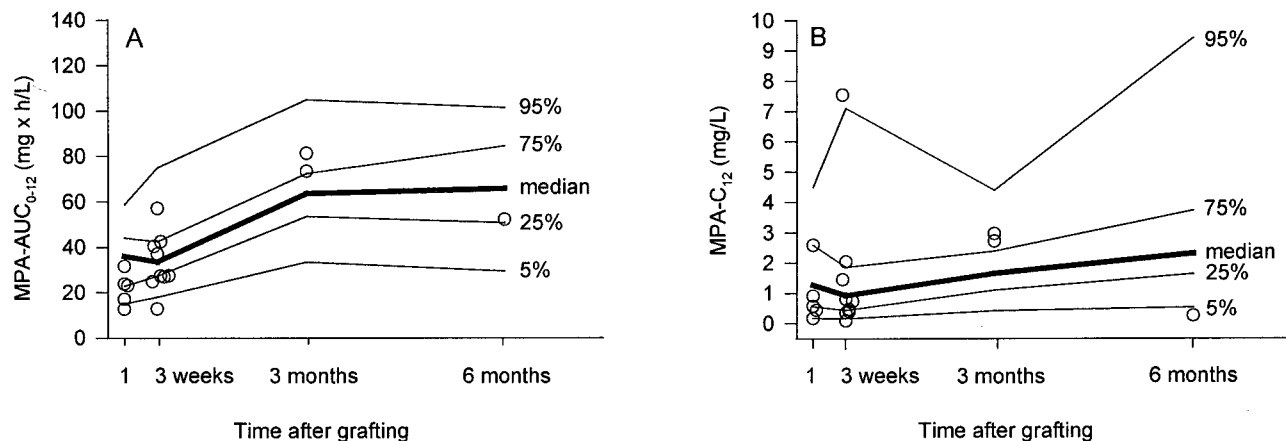 A
MPA-AUC0-12 (mg x h/L)
140
120
100
80
60
40
20
0
95%
75%
median
25%
5%
1 3 weeks 3 months 6 months
Time after grafting
B
MPA-C12 (mg/L)
10
9
8
7
6
5
4
3
2
1
0
95%
75%
median
25%
5%
1 3 weeks 3 months 6 months
Time after grafting